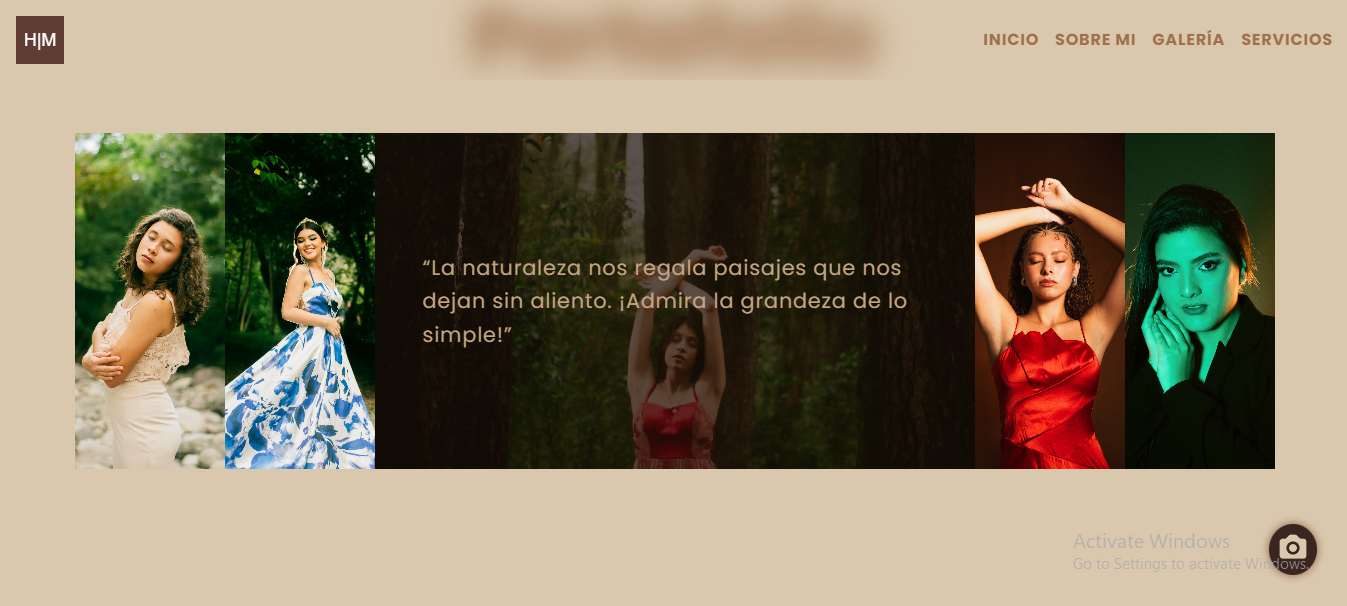 H|M
INICIO SOBRE MI GALERÍA SERVICIOS
“La naturaleza nos regala paisajes que nos
dejan sin aliento. ¡Admira la grandeza de lo
simple!”
Activate Windows
Go to Settings to activate Windows.